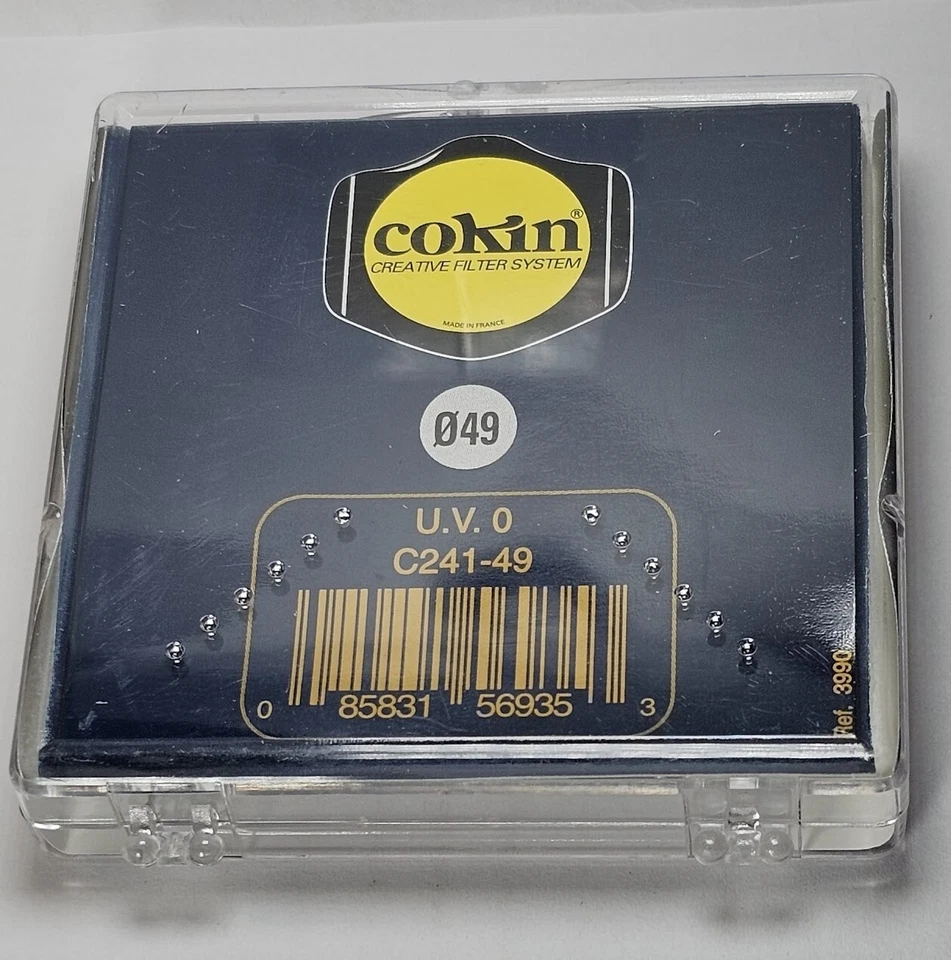 cokin®
CREATIVE FILTER SYSTEM
MADE IN FRANCE
Ø49
U.V. 0
C241-49
0 85831 56935 3
Ref. 3990